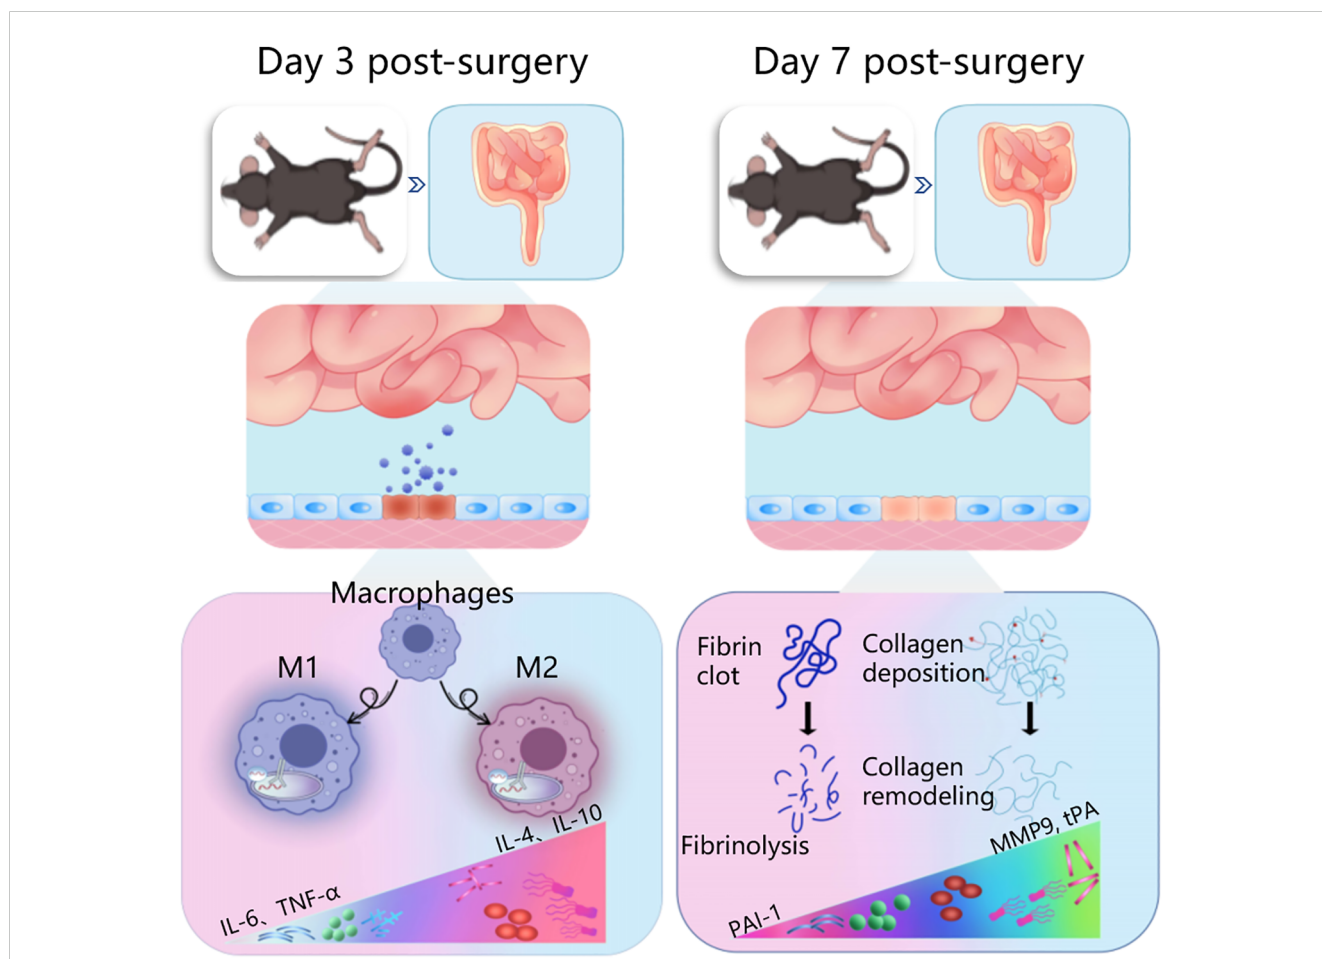 Day 3 post-surgery
Day 7 post-surgery
Macrophages
M1
M2
IL-4、IL-10
IL-6、TNF-α
Fibrin
clot
Collagen
deposition
Collagen
remodeling
Fibrinolysis
MMP9, tPA
PAI-1